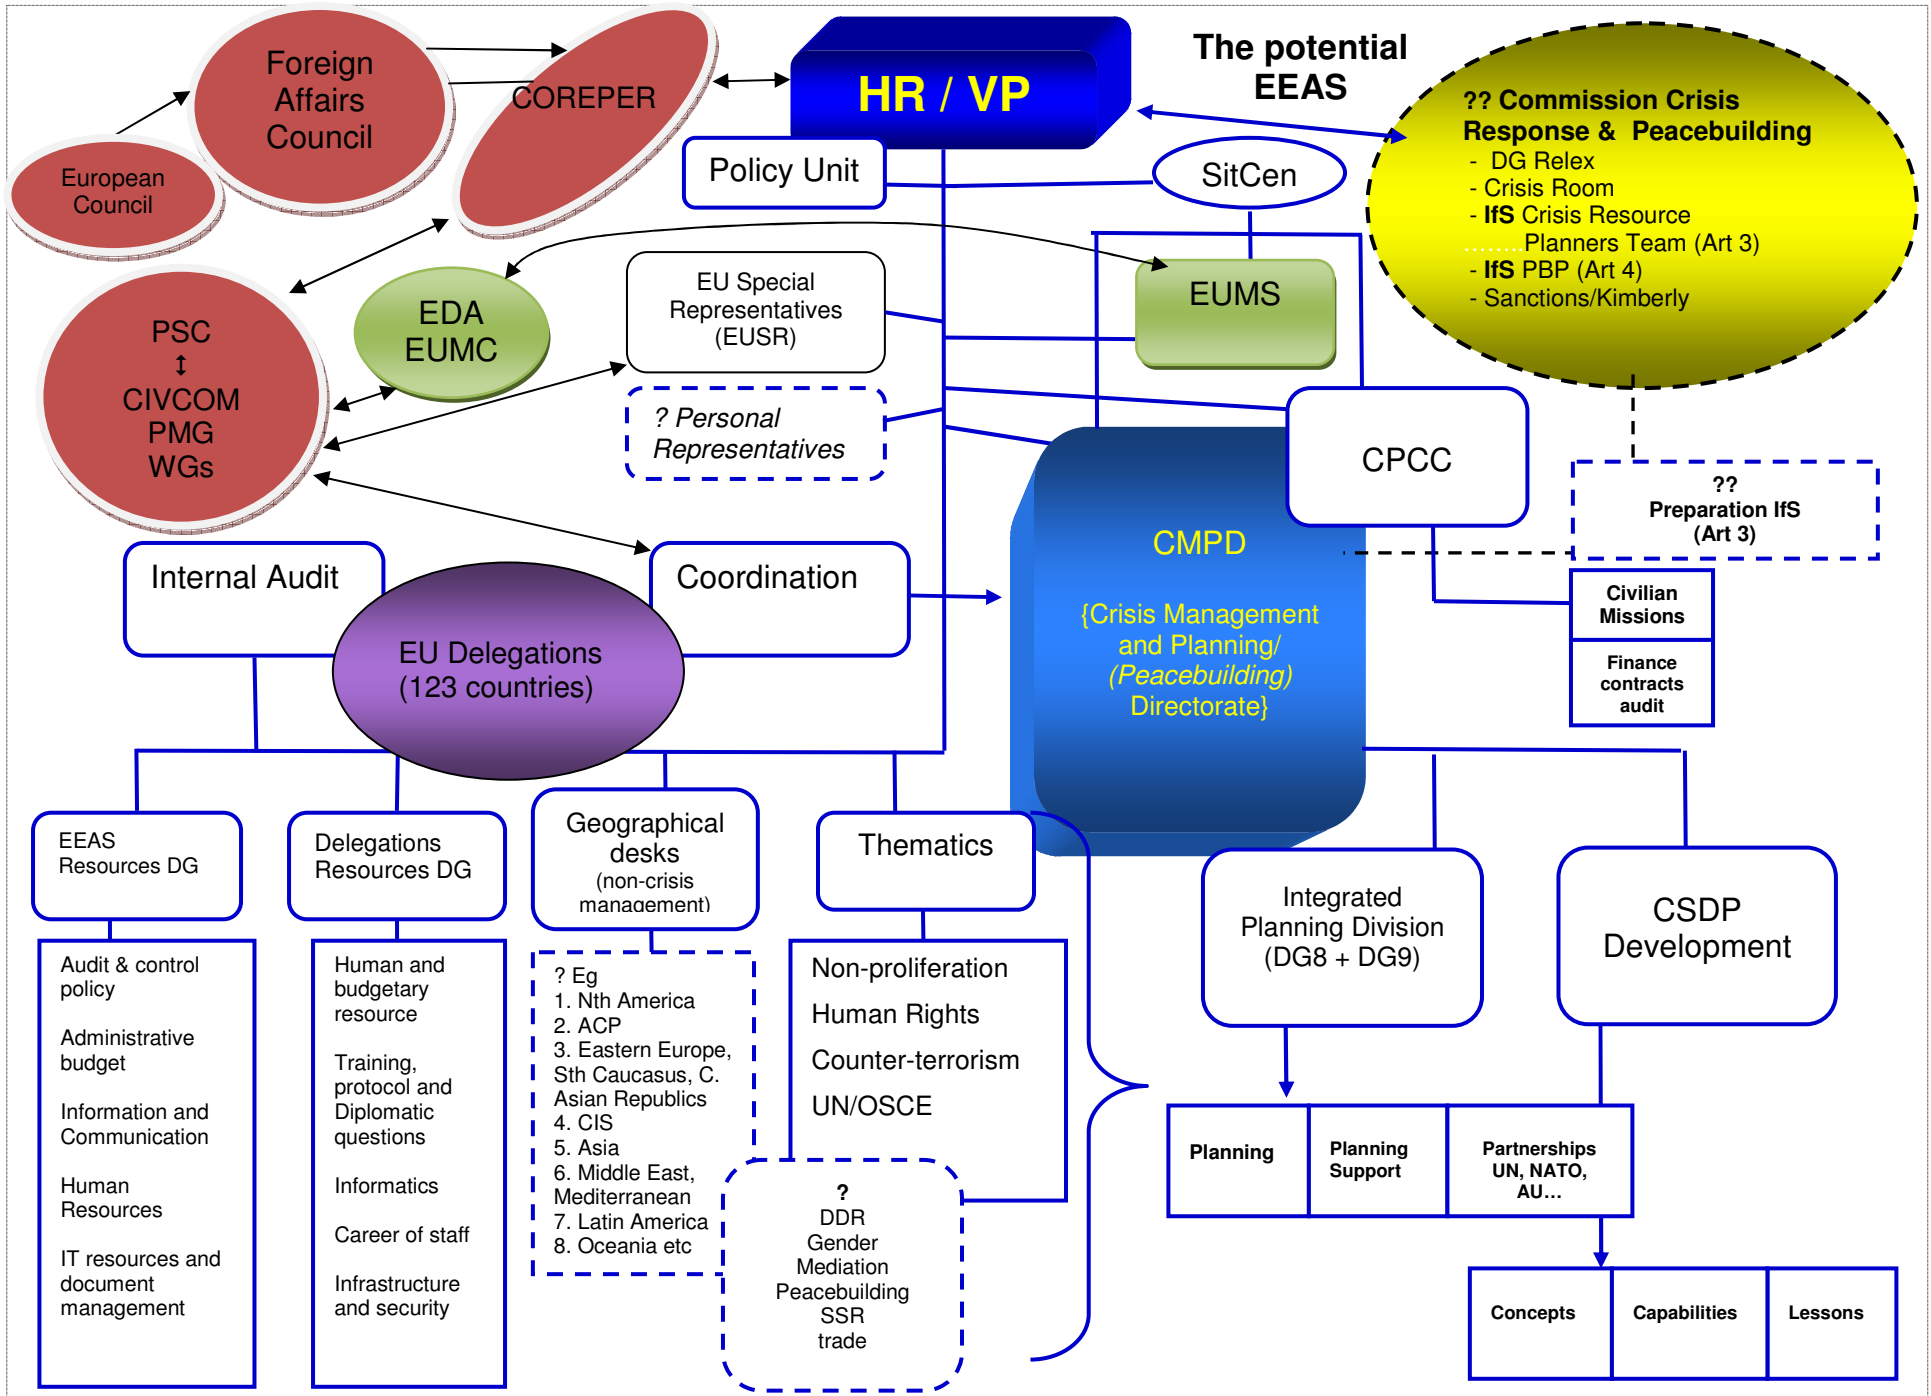 Foreign
Affairs
Council
COREPER
European
Council
HR / VP
The potential
EEAS
?? Commission Crisis
Response & Peacebuilding
- DG Relex
- Crisis Room
- IfS Crisis Resource
........Planners Team (Art 3)
- IfS PBP (Art 4)
- Sanctions/Kimberly
Policy Unit
SitCen
PSC
↕
CIVCOM
PMG
WGs
EDA
EUMC
EU Special
Representatives
(EUSR)
EUMS
? Personal
Representatives
CPCC
??
Preparation IfS
(Art 3)
CMPD
{Crisis Management
and Planning/
(Peacebuilding)
Directorate}
Internal Audit
Coordination
EU Delegations
(123 countries)
Civilian
Missions
Finance
contracts
audit
EEAS
Resources DG
Delegations
Resources DG
Geographical
desks
(non-crisis
management)
Thematics
Integrated
Planning Division
(DG8 + DG9)
CSDP
Development
Audit & control
policy
Administrative
budget
Information and
Communication
Human
Resources
IT resources and
document
management
Human and
budgetary
resource
Training,
protocol and
Diplomatic
questions
Informatics
Career of staff
Infrastructure
and security
? Eg
1. Nth America
2. ACP
3. Eastern Europe,
Sth Caucasus, C.
Asian Republics
4. CIS
5. Asia
6. Middle East,
Mediterranean
7. Latin America
8. Oceania etc
Non-proliferation
Human Rights
Counter-terrorism
UN/OSCE
?
DDR
Gender
Mediation
Peacebuilding
SSR
trade
Planning
Planning
Support
Partnerships
UN, NATO,
AU…
Concepts
Capabilities
Lessons